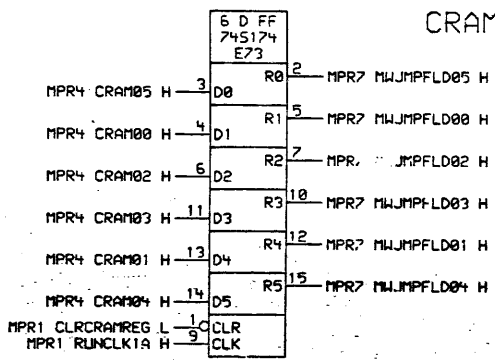 CRAM
6 D FF
74S174
E73
MPR4 CRAM05 H 3 D0 R0 2 MPR7 MWJMPFLD05 H
MPR4 CRAM00 H 4 D1 R1 5 MPR7 MWJMPFLD00 H
MPR4 CRAM02 H 6 D2 R2 7 JMPFLD02 H
MPR4 CRAM03 H 11 D3 R3 10 MPR7 MWJMPFLD03 H
MPR4 CRAM01 H 13 D4 R4 12 MPR7 MWJMPFLD01 H
MPR4 CRAM04 H 14 D5 R5 15 MPR7 MWJMPFLD04 H
MPR1 CLRCRAMREG L 1 CLR
MPR1 RUNCLK1A H 9 CLK